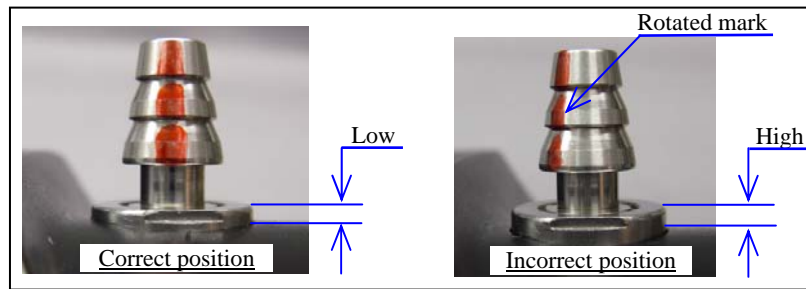 Rotated mark
Low
High
Correct position
Incorrect position